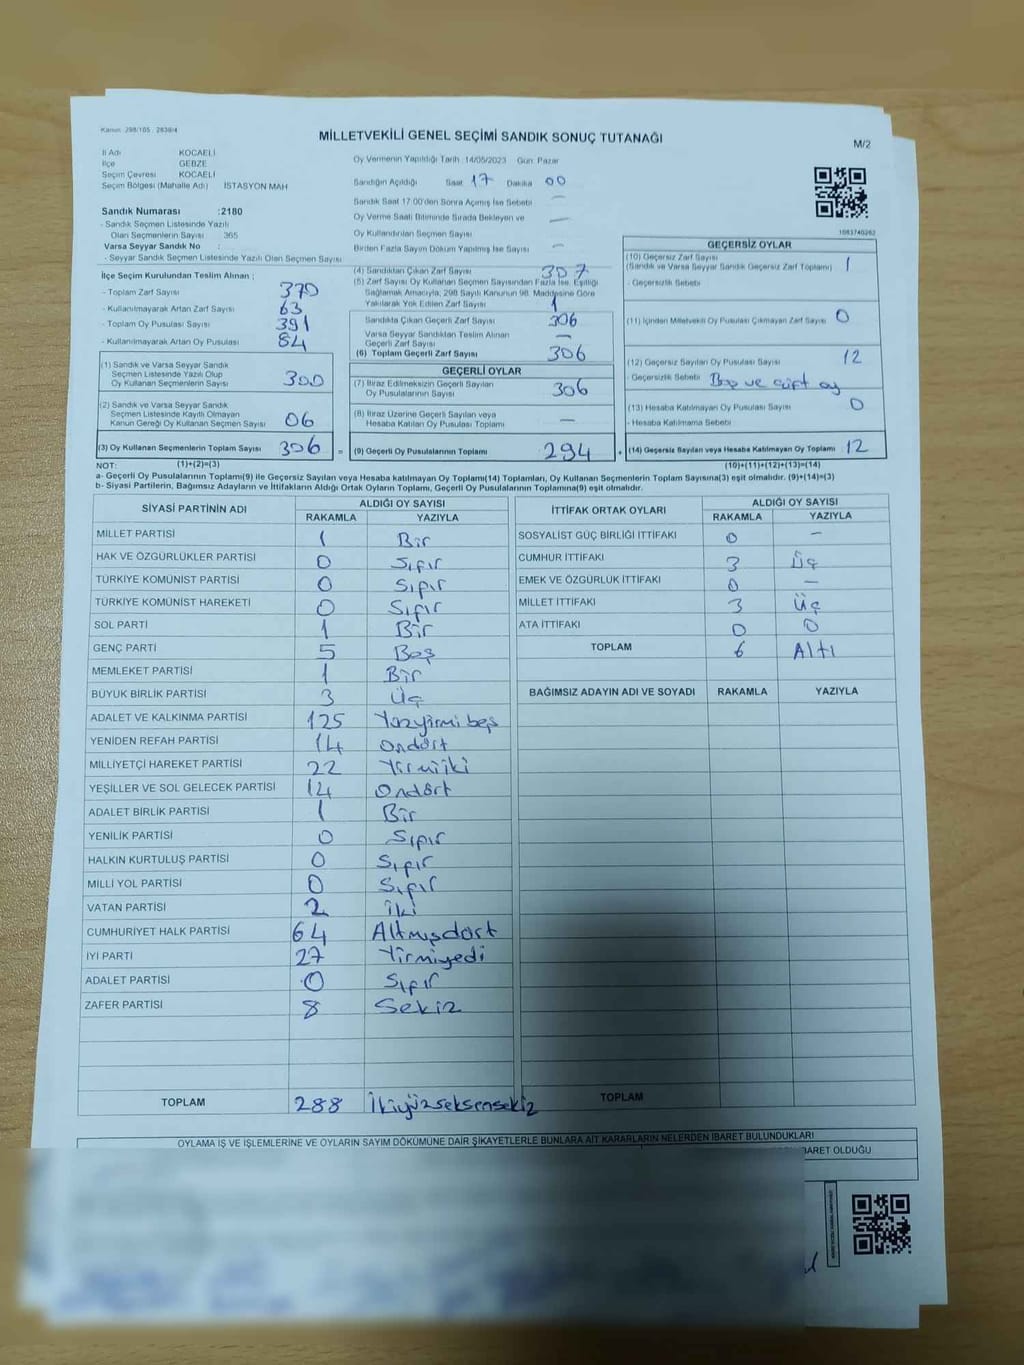 Kanun: 298/105 : 2839/4
MİLLETVEKİLİ GENEL SEÇİMİ SANDIK SONUÇ TUTANAĞI
M/2
İl Adı KOCAELİ
İlçe GEBZE
Seçim Çevresi KOCAELİ
Seçim Bölgesi (Mahalle Adı) İSTASYON MAH
Sandık Numarası :2180
- Sandık Seçmen Listesinde Yazılı
Olan Seçmenlerin Sayısı : 365
Varsa Seyyar Sandık No :
- Seyyar Sandık Seçmen Listesinde Yazılı Olan Seçmen Sayısı
Oy Vermenin Yapıldığı Tarih :14/05/2023 Gün: Pazar
Sandığın Açıldığı Saat 17 Dakika 00
Sandık Saat 17.00'den Sonra Açılmış İse Sebebi —
Oy Verme Saati Bitiminde Sırada Bekleyen ve —
Oy Kullandırılan Seçmen Sayısı
Birden Fazla Sayım Döküm Yapılmış İse Sayısı —
1083740262
İlçe Seçim Kurulundan Teslim Alınan ;
- Toplam Zarf Sayısı 370
- Kullanılmayarak Artan Zarf Sayısı 63
- Toplam Oy Pusulası Sayısı 391
- Kullanılmayarak Artan Oy Pusulası 84
(4) Sandıktan Çıkan Zarf Sayısı 307
(5) Zarf Sayısı Oy Kullanan Seçmen Sayısından Fazla İse, Eşitliği
Sağlamak Amacıyla, 298 Sayılı Kanunun 98. Maddesine Göre
Yakılarak Yok Edilen Zarf Sayısı 1
Sandıkta Çıkan Geçerli Zarf Sayısı 306
Varsa Seyyar Sandıktan Teslim Alınan
Geçerli Zarf Sayısı —
(6) Toplam Geçerli Zarf Sayısı 306
GEÇERSİZ OYLAR
(10) Geçersiz Zarf Sayısı
(Sandık ve Varsa Seyyar Sandık Geçersiz Zarf Toplamı) 1
- Geçersizlik Sebebi
(11) İçinden Milletvekili Oy Pusulası Çıkmayan Zarf Sayısı 0
(12) Geçersiz Sayılan Oy Pusulası Sayısı 12
- Geçersizlik Sebebi Boş ve çift oy
(13) Hesaba Katılmayan Oy Pusulası Sayısı 0
- Hesaba Katılmama Sebebi
(1) Sandık ve Varsa Seyyar Sandık
Seçmen Listesinde Yazılı Olup
Oy Kullanan Seçmenlerin Sayısı 300
(2) Sandık ve Varsa Seyyar Sandık
Seçmen Listesinde Kayıtlı Olmayan
Kanun Gereği Oy Kullanan Seçmen Sayısı 06
GEÇERLİ OYLAR
(7) İtiraz Edilmeksizin Geçerli Sayılan
Oy Pusulalarının Sayısı 306
(8) İtiraz Üzerine Geçerli Sayılan veya
Hesaba Katılan Oy Pusulası Toplamı —
(3) Oy Kullanan Seçmenlerin Toplam Sayısı 306 = (9) Geçerli Oy Pusulalarının Toplamı 294 + (14) Geçersiz Sayılan veya Hesaba Katılmayan Oy Toplamı 12
NOT: (1)+(2)=(3) (10)+(11)+(12)+(13)=(14)
a- Geçerli Oy Pusulalarının Toplamı(9) ile Geçersiz Sayılan veya Hesaba katılmayan Oy Toplamı(14) Toplamları, Oy Kullanan Seçmenlerin Toplam Sayısına(3) eşit olmalıdır. (9)+(14)=(3)
b- Siyasi Partilerin, Bağımsız Adayların ve İttifakların Aldığı Ortak Oyların Toplamı, Geçerli Oy Pusulalarının Toplamına(9) eşit olmalıdır.
SİYASİ PARTİNİN ADI ALDIĞI OY SAYISI
RAKAMLA YAZIYLA
MİLLET PARTİSİ 1 Bir
HAK VE ÖZGÜRLÜKLER PARTİSİ 0 Sıfır
TÜRKİYE KOMÜNİST PARTİSİ 0 Sıfır
TÜRKİYE KOMÜNİST HAREKETİ 0 Sıfır
SOL PARTİ 1 Bir
GENÇ PARTİ 5 Beş
MEMLEKET PARTİSİ 1 Bir
BÜYÜK BİRLİK PARTİSİ 3 Üç
ADALET VE KALKINMA PARTİSİ 125 Yüzyirmi beş
YENİDEN REFAH PARTİSİ 14 Ondört
MİLLİYETÇİ HAREKET PARTİSİ 22 Yirmiiki
YEŞİLLER VE SOL GELECEK PARTİSİ 14 Ondört
ADALET BİRLİK PARTİSİ 1 Bir
YENİLİK PARTİSİ 0 Sıfır
HALKIN KURTULUŞ PARTİSİ 0 Sıfır
MİLLİ YOL PARTİSİ 0 Sıfır
VATAN PARTİSİ 2 İki
CUMHURİYET HALK PARTİSİ 64 Altmışdört
İYİ PARTİ 27 Yirmiyedi
ADALET PARTİSİ 0 Sıfır
ZAFER PARTİSİ 8 Sekiz
TOPLAM 288 İkiyüzseksensekiz
İTTİFAK ORTAK OYLARI ALDIĞI OY SAYISI
RAKAMLA YAZIYLA
SOSYALİST GÜÇ BİRLİĞİ İTTİFAKI 0 —
CUMHUR İTTİFAKI 3 Üç
EMEK VE ÖZGÜRLÜK İTTİFAKI 0 —
MİLLET İTTİFAKI 3 Üç
ATA İTTİFAKI 0 0
TOPLAM 6 Altı
BAĞIMSIZ ADAYIN ADI VE SOYADI RAKAMLA YAZIYLA
TOPLAM
OYLAMA İŞ VE İŞLEMLERİNE VE OYLARIN SAYIM DÖKÜMÜNE DAİR ŞİKAYETLERLE BUNLARA AİT KARARLARIN NELERDEN İBARET BULUNDUKLARI
BARET OLDUĞU